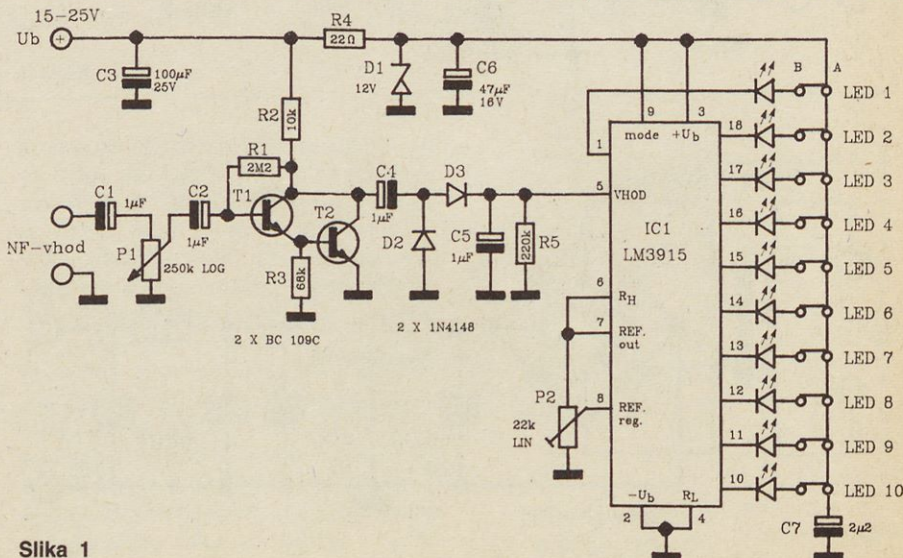 15-25V
Ub
R4
22Ω
C3
100µF
25V
D1
12V
C6
47µF
16V
B
A
LED 1
R2
10k
9
3
mode
+Ub
1
18
LED 2
R1
2M2
17
LED 3
C1
1µF
C2
1µF
T1
C4
1µF
D3
5
VHOD
T2
16
LED 4
NF-vhod
P1
250k LOG
R3
68k
D2
C5
1µF
R5
220k
IC1
LM3915
15
LED 5
6
RH
14
LED 6
2 X BC 109C
2 X 1N4148
7
REF.
out
13
LED 7
P2
22k
LIN
8
REF.
reg.
12
LED 8
11
LED 9
10
LED 10
-Ub
RL
2
4
C7
2µ2
Slika 1